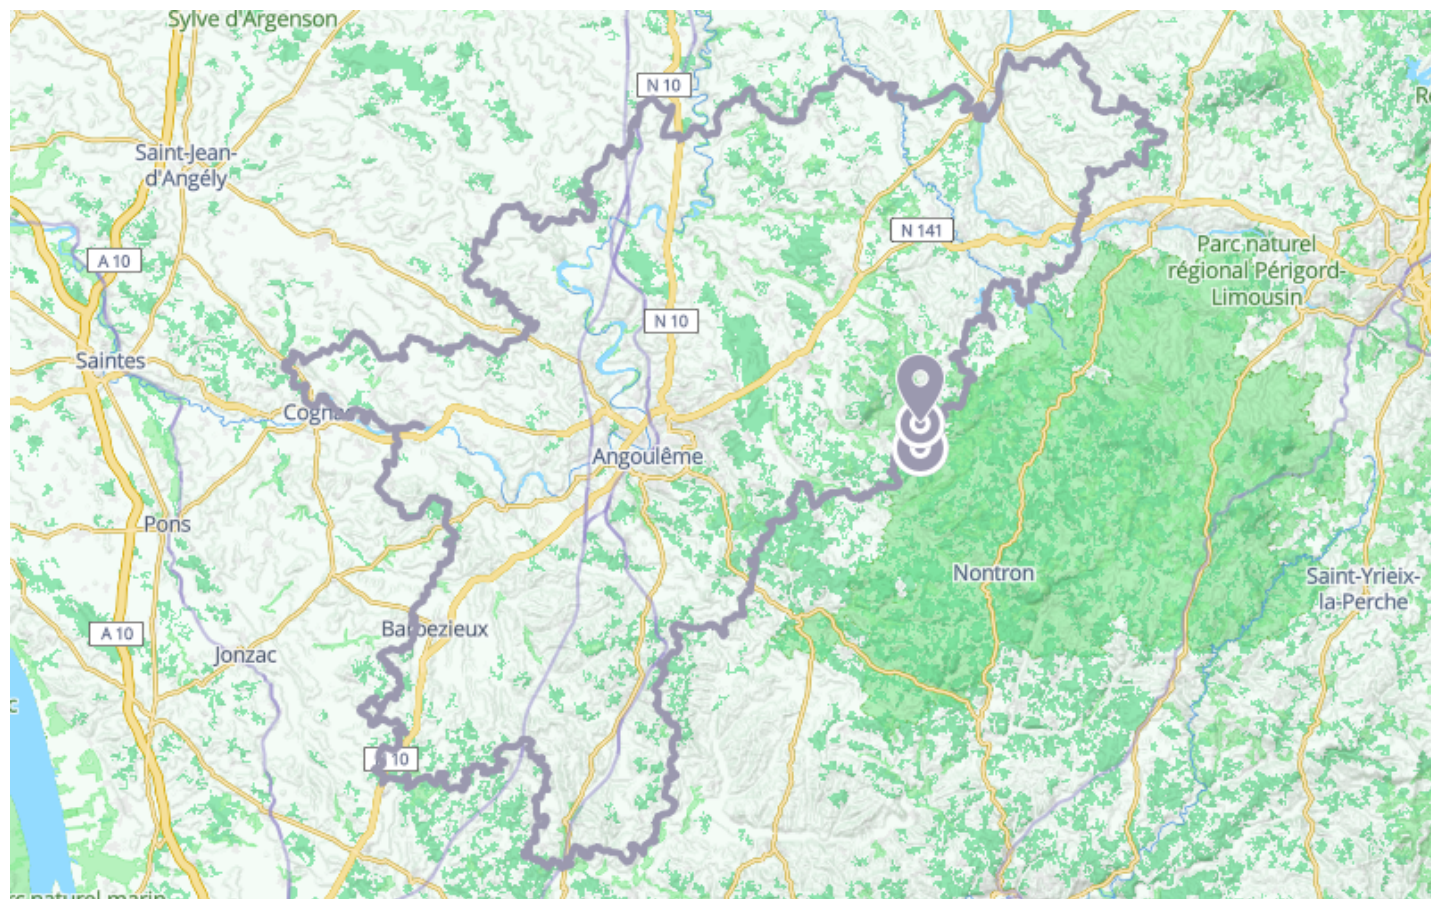 Sylve d'Argenson
N 10
Saint-Jean-
d'Angély
N 141
A 10
Parc naturel
régional Périgord-
Limousin
N 10
Saintes
Angoulême
Pons
Nontron
Saint-Yrieix-
la-Perche
A 10
Barbezieux
Jonzac
10